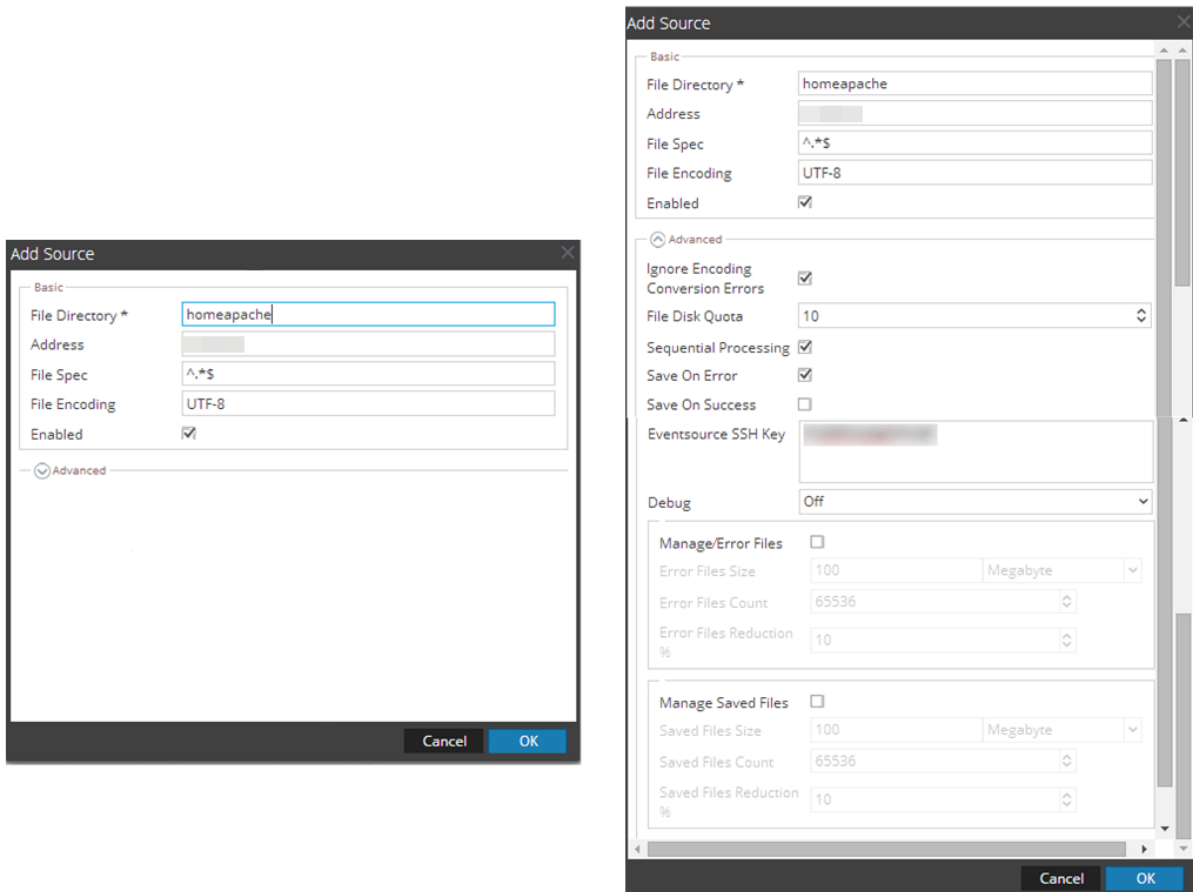 Add Source
Basic
File Directory * homeapache
Address
File Spec ^.*$
File Encoding UTF-8
Enabled
Advanced
Cancel OK
Add Source
Basic
File Directory * homeapache
Address
File Spec ^.*$
File Encoding UTF-8
Enabled
Advanced
Ignore Encoding
Conversion Errors
File Disk Quota 10
Sequential Processing
Save On Error
Save On Success
Eventsource SSH Key
Debug Off
Manage/Error Files
Error Files Size 100 Megabyte
Error Files Count 65536
Error Files Reduction
% 10
Manage Saved Files
Saved Files Size 100 Megabyte
Saved Files Count 65536
Saved Files Reduction
% 10
Cancel OK